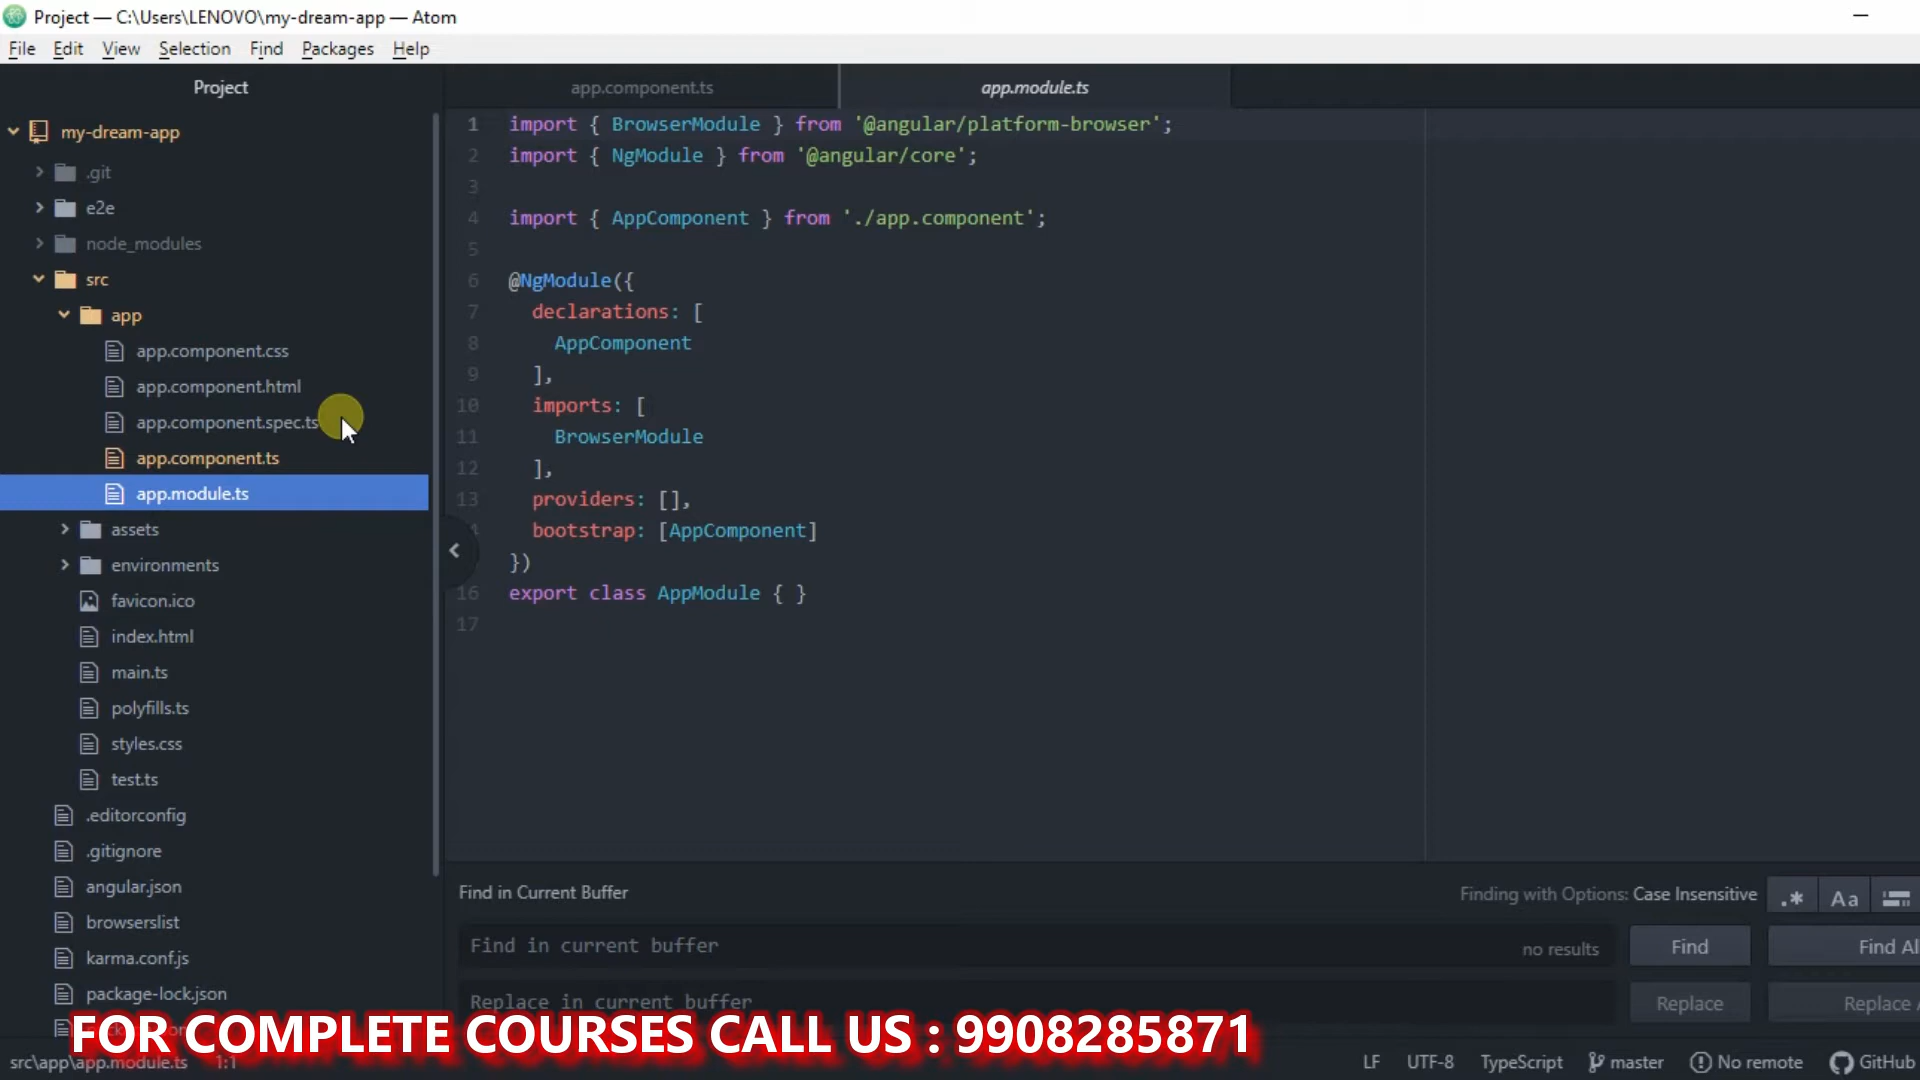 Project — C:\Users\LENOVO\my-dream-app — Atom
File Edit View Selection Find Packages Help
Project
app.component.ts
app.module.ts
my-dream-app
.git
e2e
node_modules
src
app
app.component.css
app.component.html
app.component.spec.ts
app.component.ts
app.module.ts
assets
environments
favicon.ico
index.html
main.ts
polyfills.ts
styles.css
test.ts
.editorconfig
.gitignore
angular.json
browserslist
karma.conf.js
package-lock.json
1 import { BrowserModule } from '@angular/platform-browser';
2 import { NgModule } from '@angular/core';
3
4 import { AppComponent } from './app.component';
5
6 @NgModule({
7 declarations: [
8 AppComponent
9 ],
10 imports: [
11 BrowserModule
12 ],
13 providers: [],
bootstrap: [AppComponent]
})
16 export class AppModule { }
17
Find in Current Buffer
Finding with Options: Case Insensitive
.* Aa
Find in current buffer
no results
Find
Find Al
Replace in current buffer
Replace
Replace
FOR COMPLETE COURSES CALL US : 9908285871
src\app\app.module.ts 1:1
LF UTF-8 TypeScript master No remote GitHub